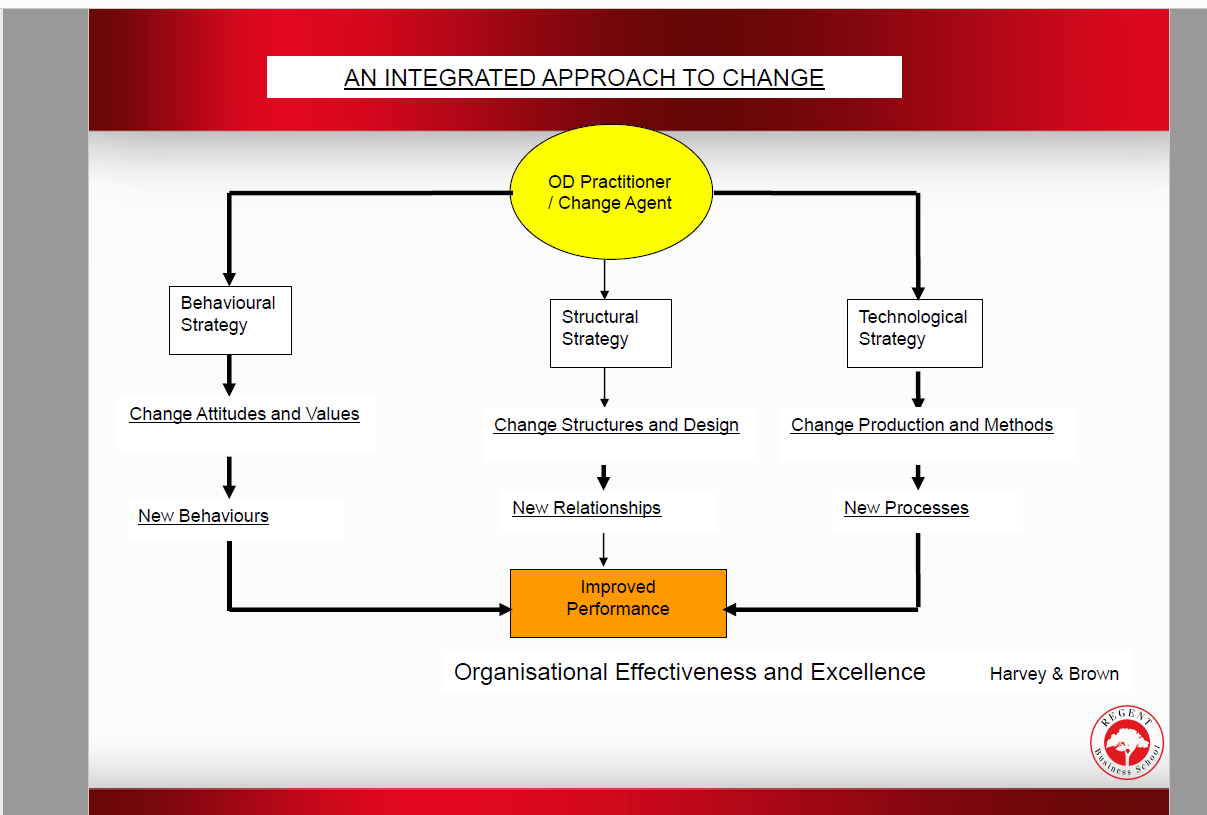 AN INTEGRATED APPROACH TO CHANGE
OD Practitioner
/ Change Agent
Behavioural
Strategy
Structural
Strategy
Technological
Strategy
Change Attitudes and Values
Change Structures and Design
Change Production and Methods
New Behaviours
New Relationships
New Processes
Improved
Performance
Organisational Effectiveness and Excellence
Harvey & Brown
REGENT
Business School